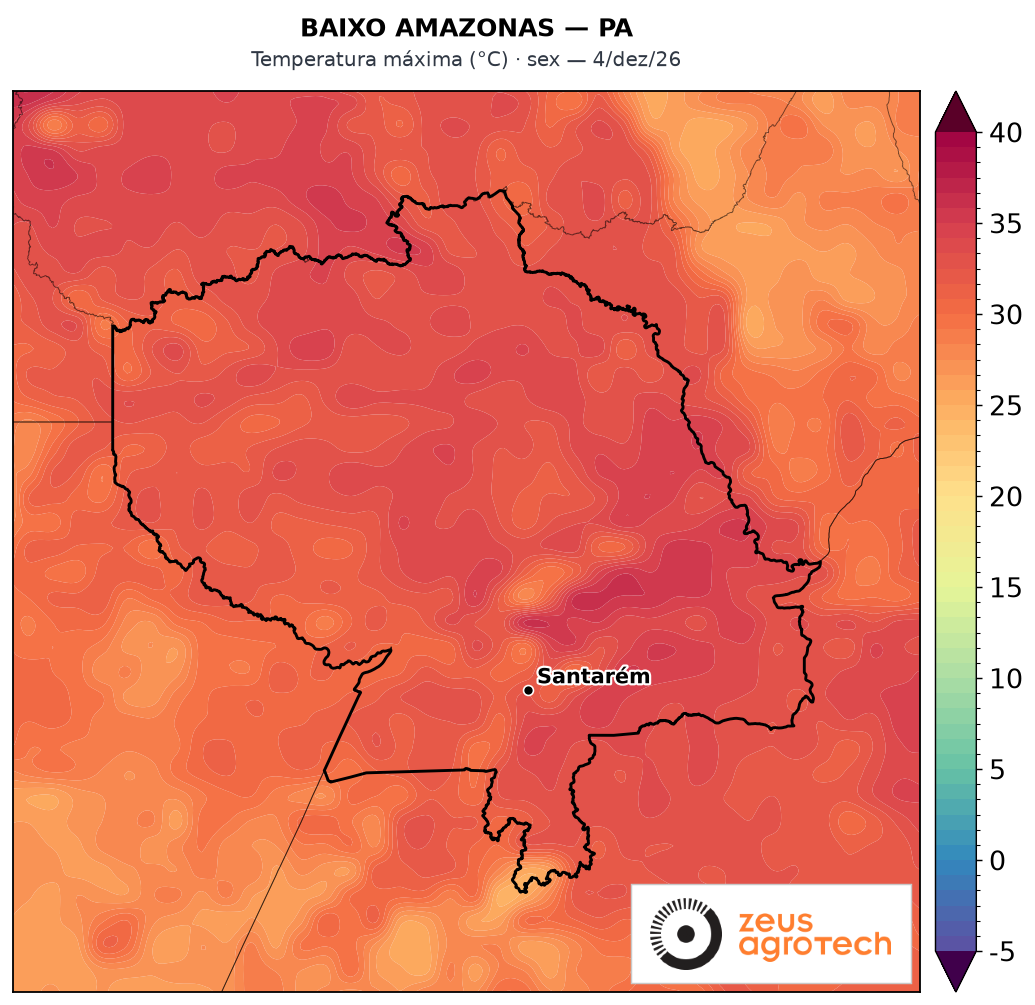 BAIXO AMAZONAS — PA
Temperatura máxima (°C) · sex — 4/dez/26
40
35
30
25
20
15
10
5
0
-5
Santarém
zeus
agrotech